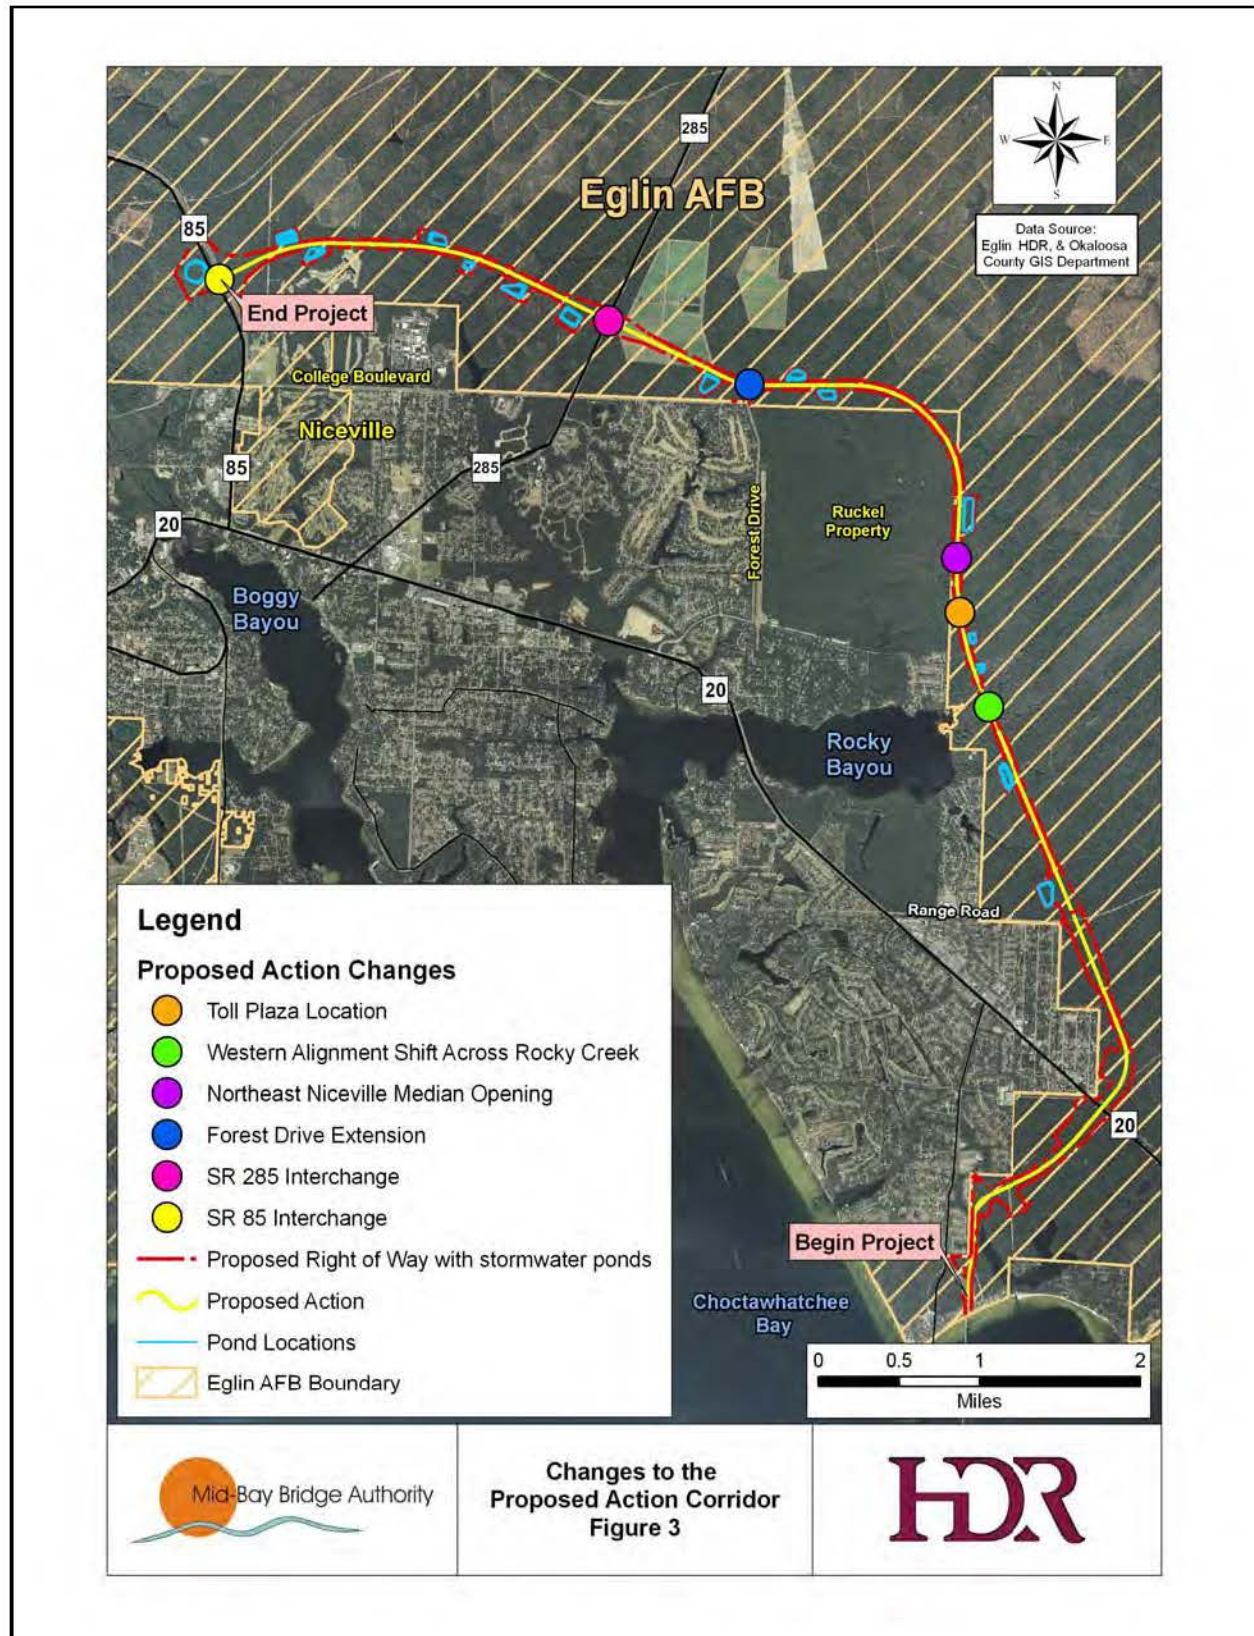 N
W
E
S
Data Source:
Eglin HDR, & Okaloosa
County GIS Department
285
Eglin AFB
85
End Project
College Boulevard
Niceville
85
285
20
Forest Drive
Ruckel
Property
Boggy
Bayou
20
Rocky
Bayou
Range Road
20
Begin Project
Choctawhatchee
Bay
0 0.5 1 2
Miles
Legend
Proposed Action Changes
Toll Plaza Location
Western Alignment Shift Across Rocky Creek
Northeast Niceville Median Opening
Forest Drive Extension
SR 285 Interchange
SR 85 Interchange
Proposed Right of Way with stormwater ponds
Proposed Action
Pond Locations
Eglin AFB Boundary
Mid-Bay Bridge Authority
Changes to the
Proposed Action Corridor
Figure 3
HDR